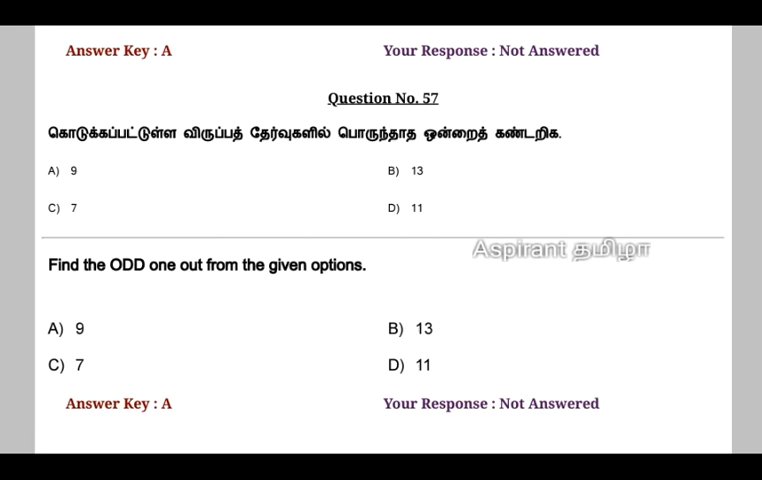 Answer Key : A Your Response : Not Answered
Question No. 57
கொடுக்கப்பட்டுள்ள விருப்பத் தேர்வுகளில் பொருந்தாத ஒன்றைத் கண்டறிக.
A) 9 B) 13
C) 7 D) 11
Aspirant தமிழா
Find the ODD one out from the given options.
A) 9 B) 13
C) 7 D) 11
Answer Key : A Your Response : Not Answered